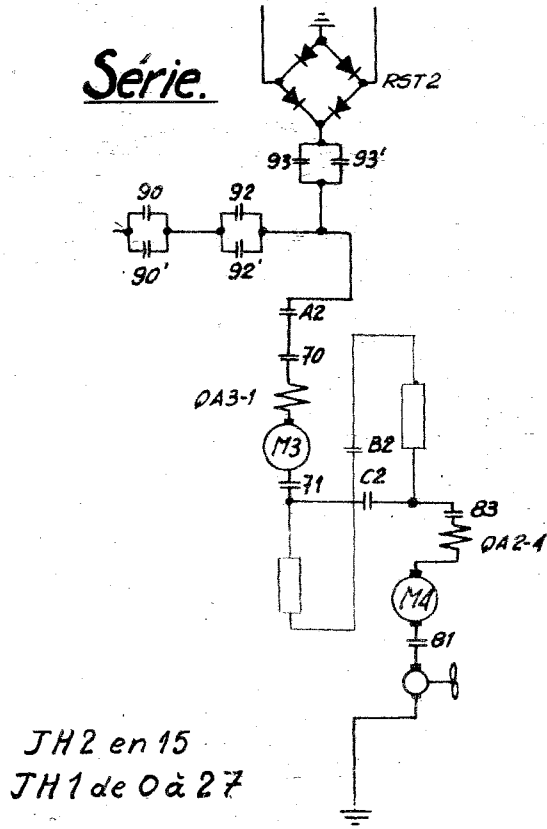 Série.
RST2
93
93'
90
92
90'
92'
A2
70
QA3-1
M3
B2
71
C2
83
QA2-4
M4
81
JH2 en 15
JH1 de 0 à 27